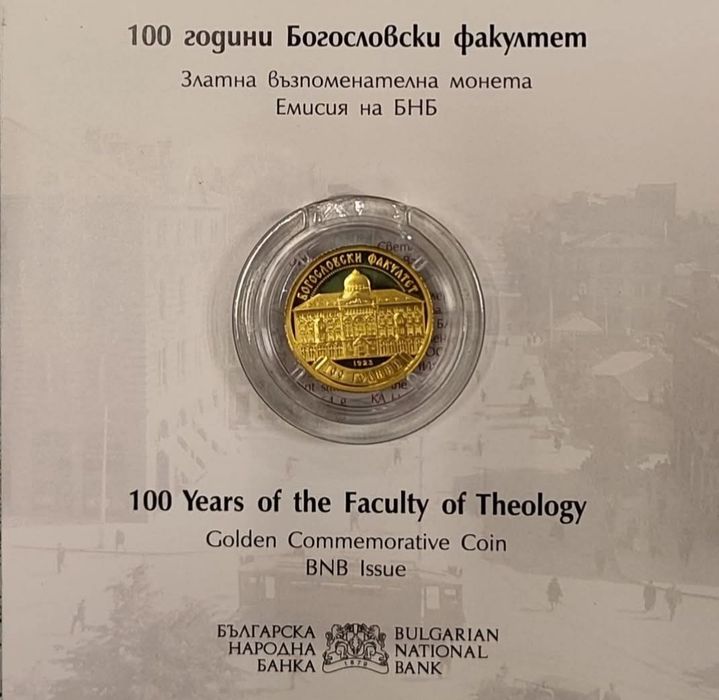 100 години Богословски факултет
Златна възпоменателна монета
Емисия на БНБ
БОГОСЛОВСКИ ФАКУЛТЕТ
1923
100 Years of the Faculty of Theology
Golden Commemorative Coin
BNB Issue
БЪЛГАРСКА
НАРОДНА
БАНКА
1879
BULGARIAN
NATIONAL
BANK